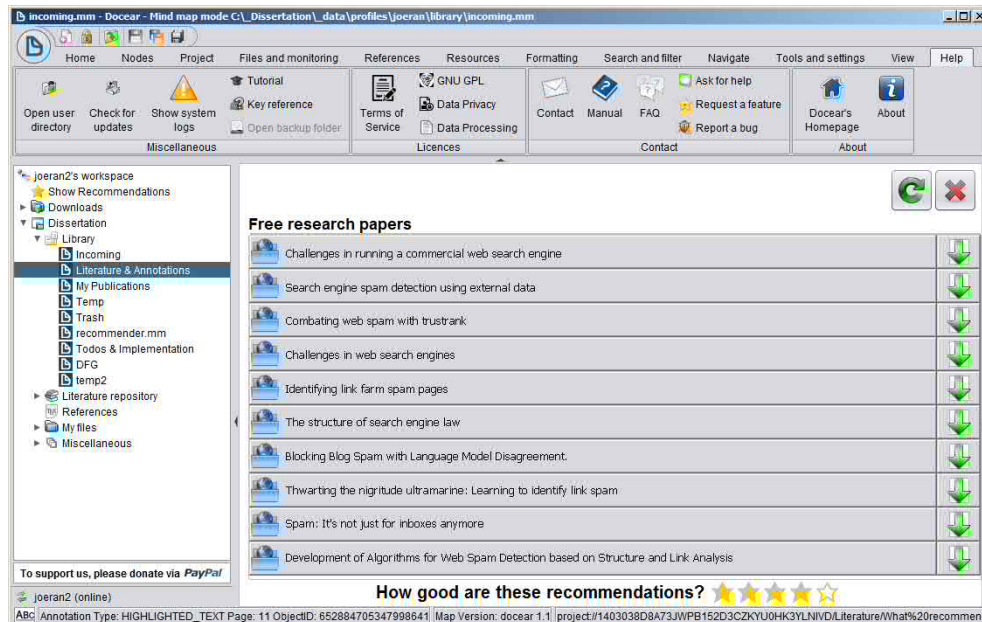 incoming.mm - Docear - Mind map mode C:\_Dissertation\_data\profiles\joeran\library\incoming.mm
Home Nodes Project Files and monitoring References Resources Formatting Search and filter Navigate Tools and settings View Help
Open user directory
Check for updates
Show system logs
Tutorial
Key reference
Open backup folder
Miscellaneous
Terms of Service
GNU GPL
Data Privacy
Data Processing
Licences
Contact
Manual
FAQ
Ask for help
Request a feature
Report a bug
Contact
Docear's Homepage
About
About
joeran2's workspace
Show Recommendations
Downloads
Dissertation
Library
Incoming
Literature & Annotations
My Publications
Temp
Trash
recommender.mm
Todos & Implementation
DFG
temp2
Literature repository
References
My files
Miscellaneous
To support us, please donate via PayPal
joeran2 (online)
Free research papers
Challenges in running a commercial web search engine
Search engine spam detection using external data
Combating web spam with trustrank
Challenges in web search engines
Identifying link farm spam pages
The structure of search engine law
Blocking Blog Spam with Language Model Disagreement.
Thwarting the nigritude ultramarine: Learning to identify link spam
Spam: It's not just for inboxes anymore
Development of Algorithms for Web Spam Detection based on Structure and Link Analysis
How good are these recommendations?
ABC Annotation Type: HIGHLIGHTED_TEXT Page: 11 ObjectID: 652884705347998641 Map Version: docear 1.1 project://1403038D8A73JWPB152D3CZKYU0HK3YLNIVD/Literature/What%20recommen